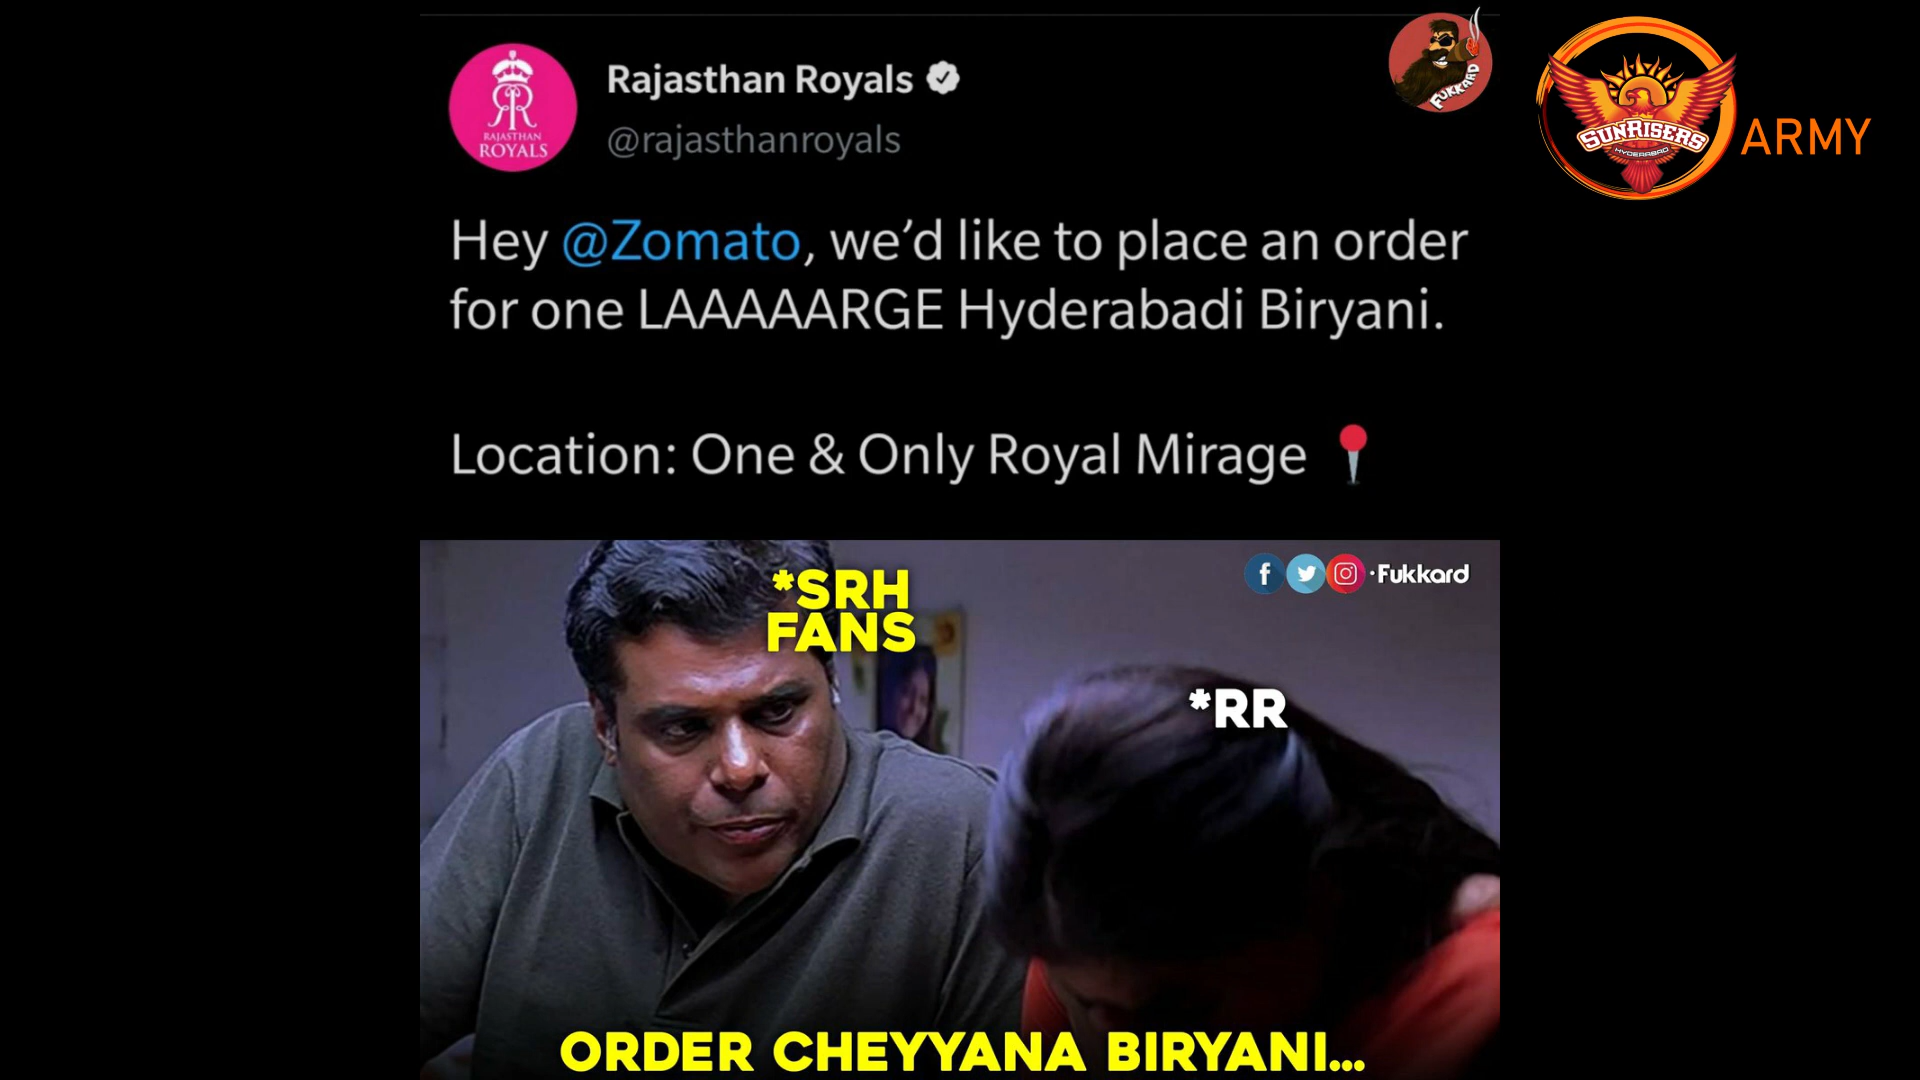 Rajasthan Royals
@rajasthanroyals
RAJASTHAN
ROYALS
FUKKARD
SUNRISERS
HYDERABAD
ARMY
Hey @Zomato, we’d like to place an order
for one LAAAAARGE Hyderabadi Biryani.
Location: One & Only Royal Mirage
*SRH
FANS
f
·Fukkard
*RR
ORDER CHEYYANA BIRYANI...